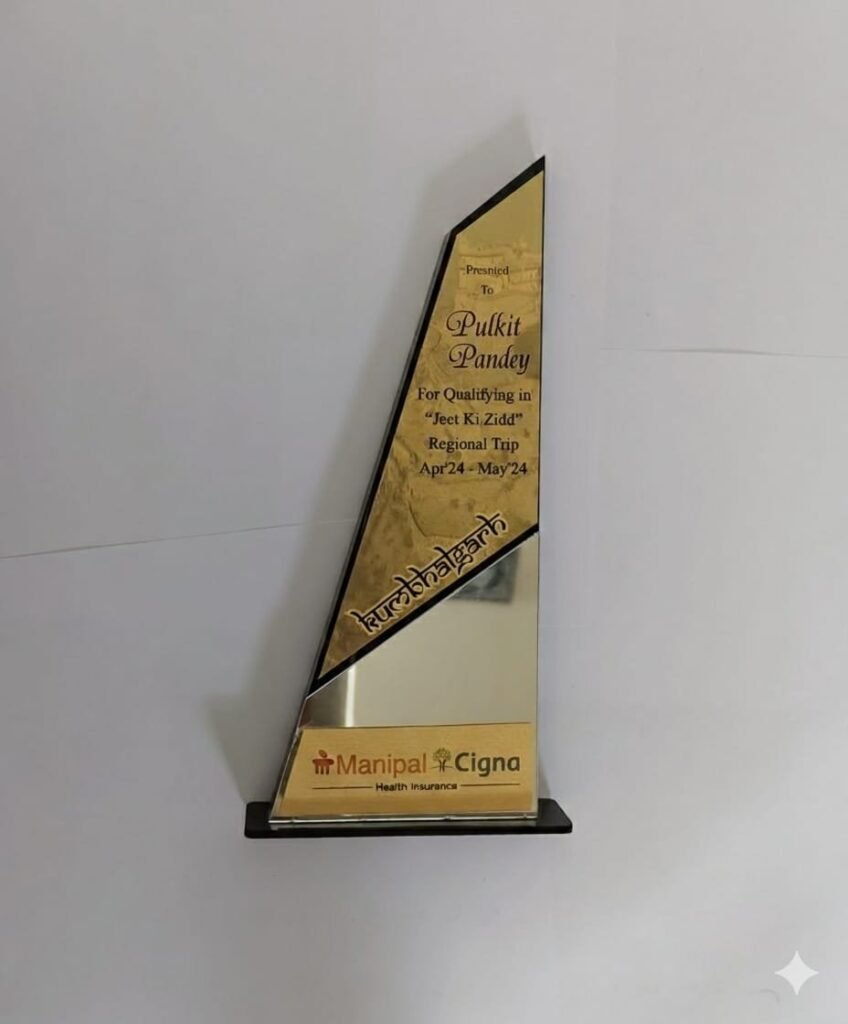 Presnted
To
Pulkit
Pandey
For Qualifying in
“Jeet Ki Zidd”
Regional Trip
Apr'24 - May'24
kumbhalgarh
Manipal Cigna
Health Insurance